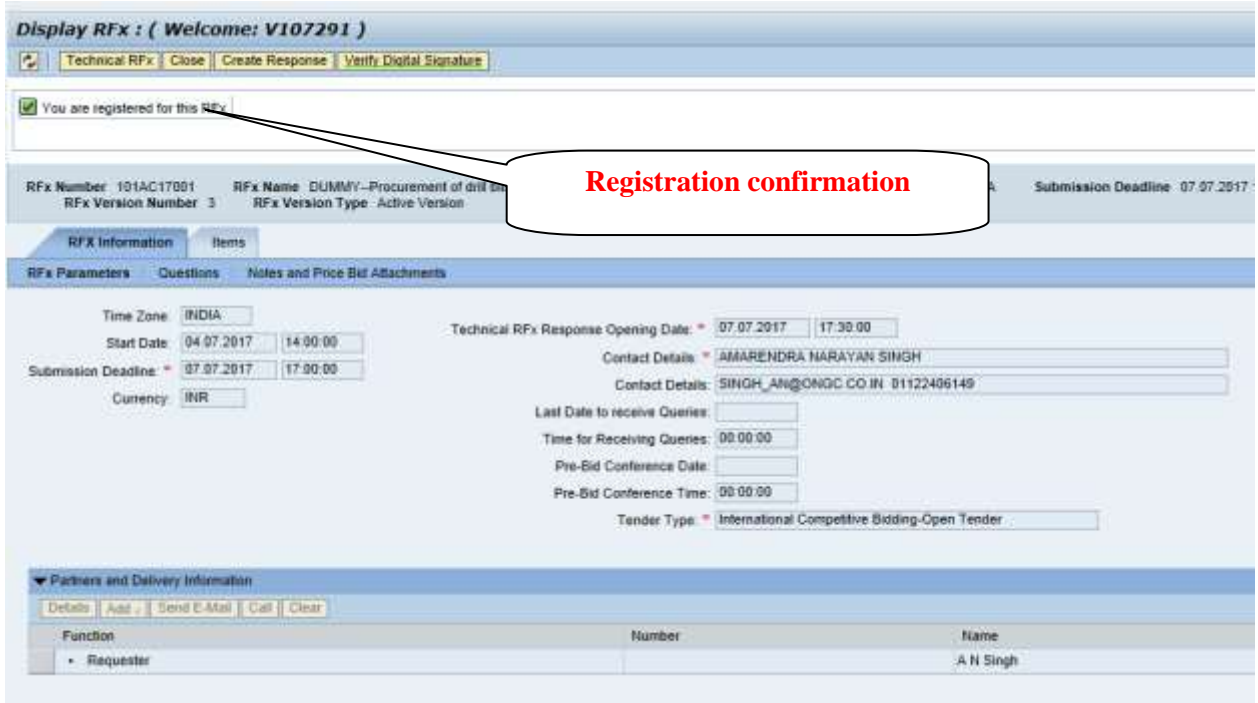 Display RFx : ( Welcome: V107291 )
Technical RFx Close Create Response Verify Digital Signature
You are registered for this RFx
Registration confirmation
RFx Number 101AC17001 RFx Name DUMMY--Procurement of drill Submission Deadline 07.07.2017
RFx Version Number 3 RFx Version Type Active Version
RFX Information Items
RFx Parameters Questions Notes and Price Bid Attachments
Time Zone: INDIA
Start Date: 04.07.2017 14:00:00
Submission Deadline: * 07.07.2017 17:00:00
Currency: INR
Technical RFx Response Opening Date: * 07.07.2017 17:30:00
Contact Details: * AMARENDRA NARAYAN SINGH
Contact Details: SINGH_AN@ONGC.CO.IN 01122406149
Last Date to receive Queries:
Time for Receiving Queries: 00:00:00
Pre-Bid Conference Date:
Pre-Bid Conference Time: 00:00:00
Tender Type: * International Competitive Bidding-Open Tender
Partners and Delivery Information
Details Add Send E-Mail Call Clear
Function Number Name
Requester A N Singh